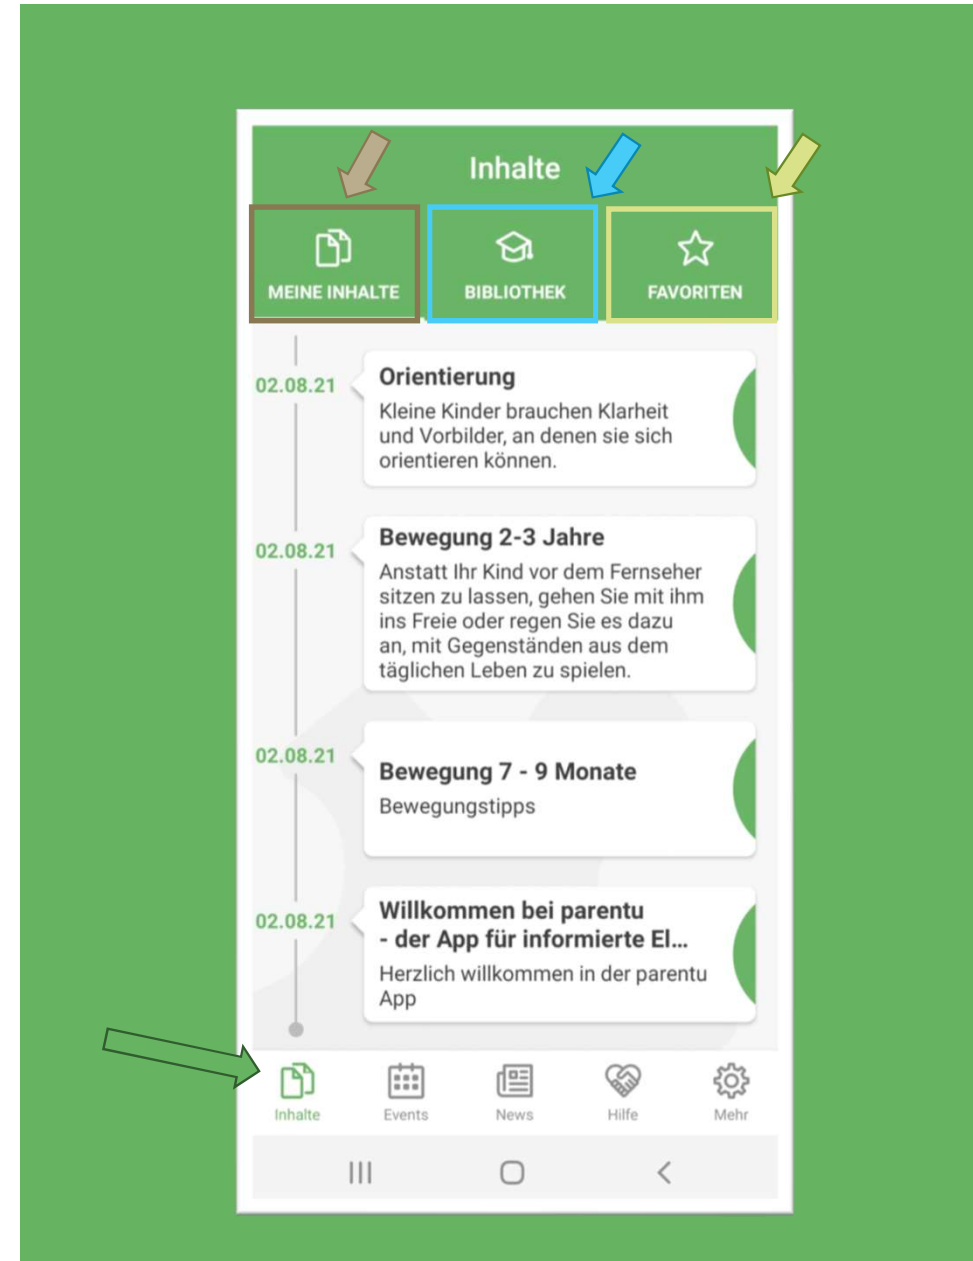 Inhalte
MEINE INHALTE
BIBLIOTHEK
FAVORITEN
02.08.21
Orientierung
Kleine Kinder brauchen Klarheit
und Vorbilder, an denen sie sich
orientieren können.
02.08.21
Bewegung 2-3 Jahre
Anstatt Ihr Kind vor dem Fernseher
sitzen zu lassen, gehen Sie mit ihm
ins Freie oder regen Sie es dazu
an, mit Gegenständen aus dem
täglichen Leben zu spielen.
02.08.21
Bewegung 7 - 9 Monate
Bewegungstipps
02.08.21
Willkommen bei parentu
- der App für informierte El...
Herzlich willkommen in der parentu
App
Inhalte
Events
News
Hilfe
Mehr